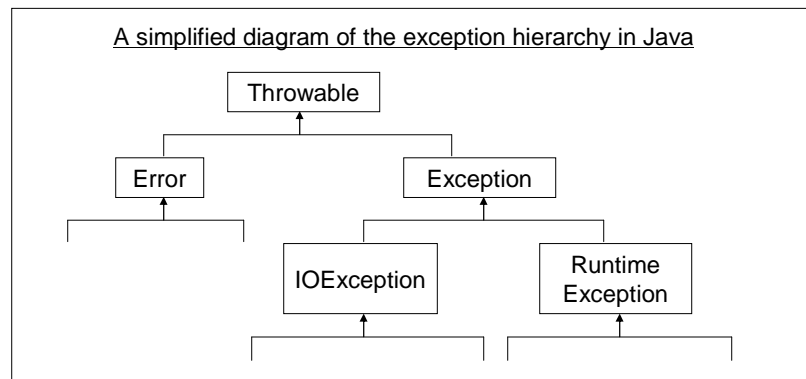 A simplified diagram of the exception hierarchy in Java
Throwable
Error
Exception
IOException
Runtime
Exception